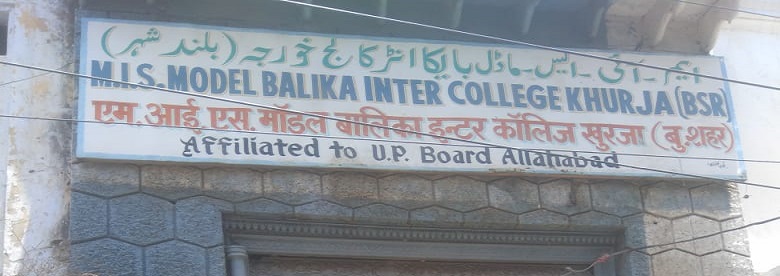 ایم ۔ آئی ۔ ایس ۔ ماڈل بالیکا انٹر کالج خورجہ (بلند شہر)
M.I.S. MODEL BALIKA INTER COLLEGE KHURJA (BSR)
एम. आई एस. मॉडल बालिका इन्टर कॉलिज खुरजा (बु.शहर)
Affiliated to U.P. Board Allahabad